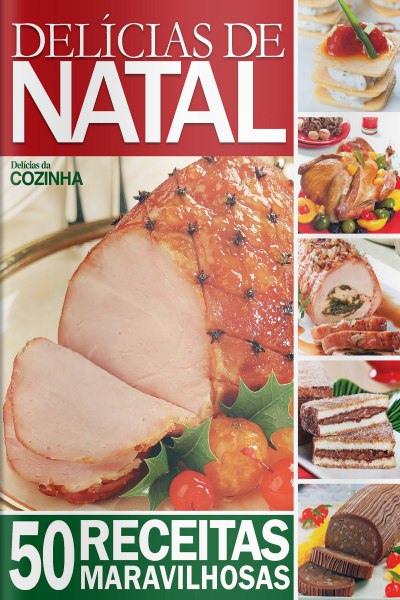 DELÍCIAS DE
NATAL
Delícias da
COZINHA
50 RECEITAS
MARAVILHOSAS